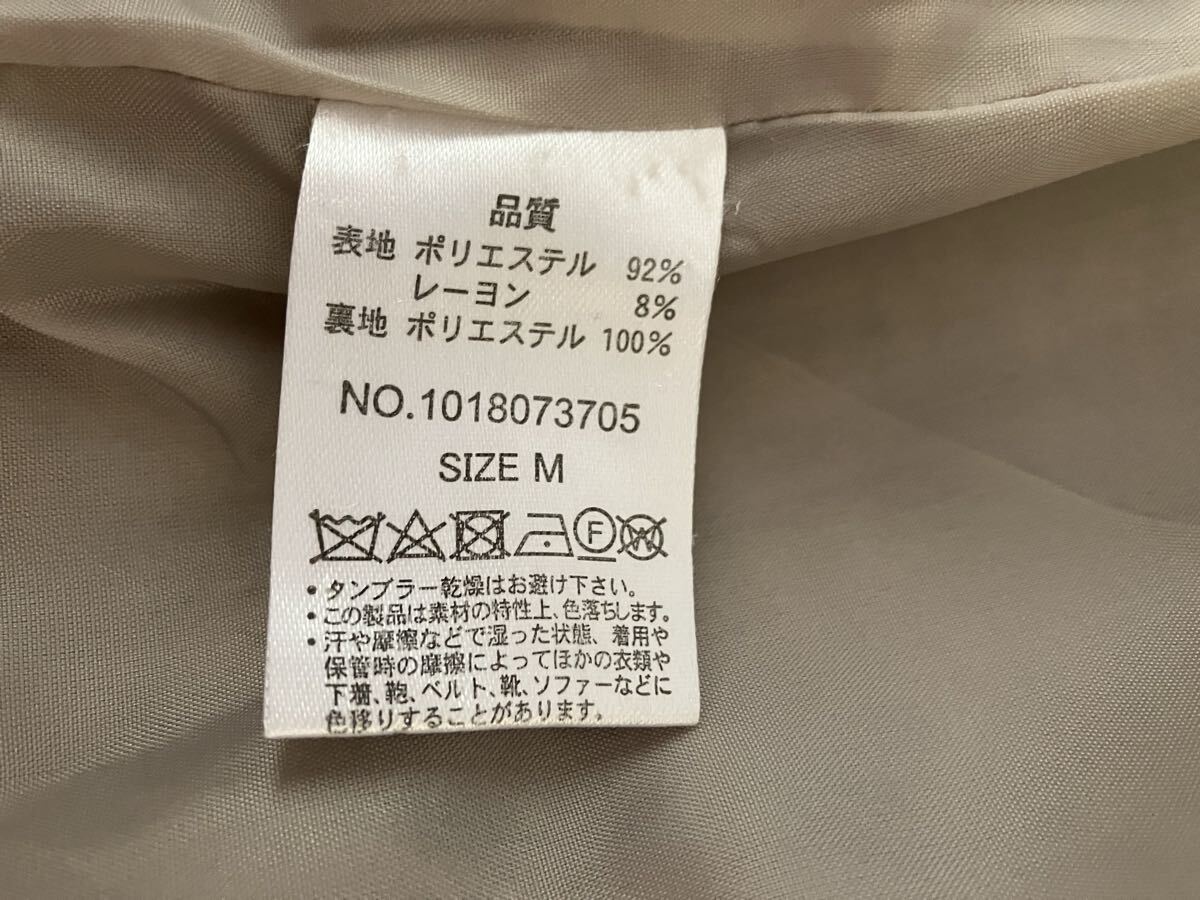 品質
表地 ポリエステル 92%
レーヨン 8%
裏地 ポリエステル 100%
NO.1018073705
SIZE M
F W
・タンブラー乾燥はお避け下さい。
・この製品は素材の特性上、色落ちします。
・汗や摩擦などで湿った状態、着用や
保管時の摩擦によってほかの衣類や
下着、鞄、ベルト、靴、ソファーなどに
色移りすることがあります。